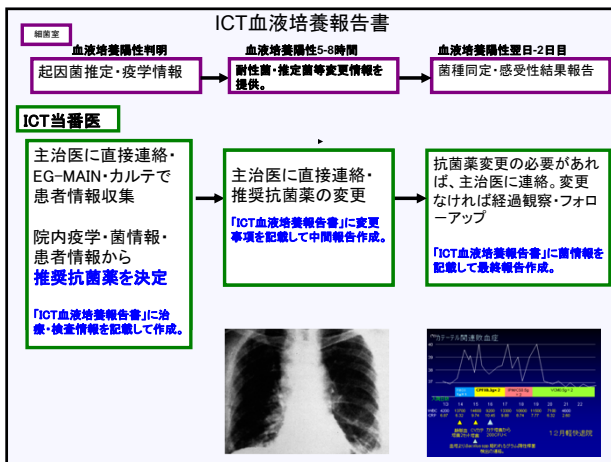 ICT血液培養報告書
細菌室
血液培養陽性判明
血液培養陽性5-8時間
血液培養陽性翌日-2日目
起因菌推定・疫学情報
耐性菌・推定菌等変更情報を
提供。
菌種同定・感受性結果報告
ICT当番医
主治医に直接連絡・
EG-MAIN・カルテで
患者情報収集
院内疫学・菌情報・
患者情報から
推奨抗菌薬を決定
「ICT血液培養報告書」に治
療・検査情報を記載して作成。
主治医に直接連絡・
推奨抗菌薬の変更
「ICT血液培養報告書」に変更
事項を記載して中間報告作成。
抗菌薬変更の必要があれ
ば、主治医に連絡。変更
なければ経過観察・フォロ
ーアップ
「ICT血液培養報告書」に菌情報
を記載して最終報告作成。
カテーテル関連敗血症
13 14 15 16 17 18 19 20 21 22
12月軽快退院